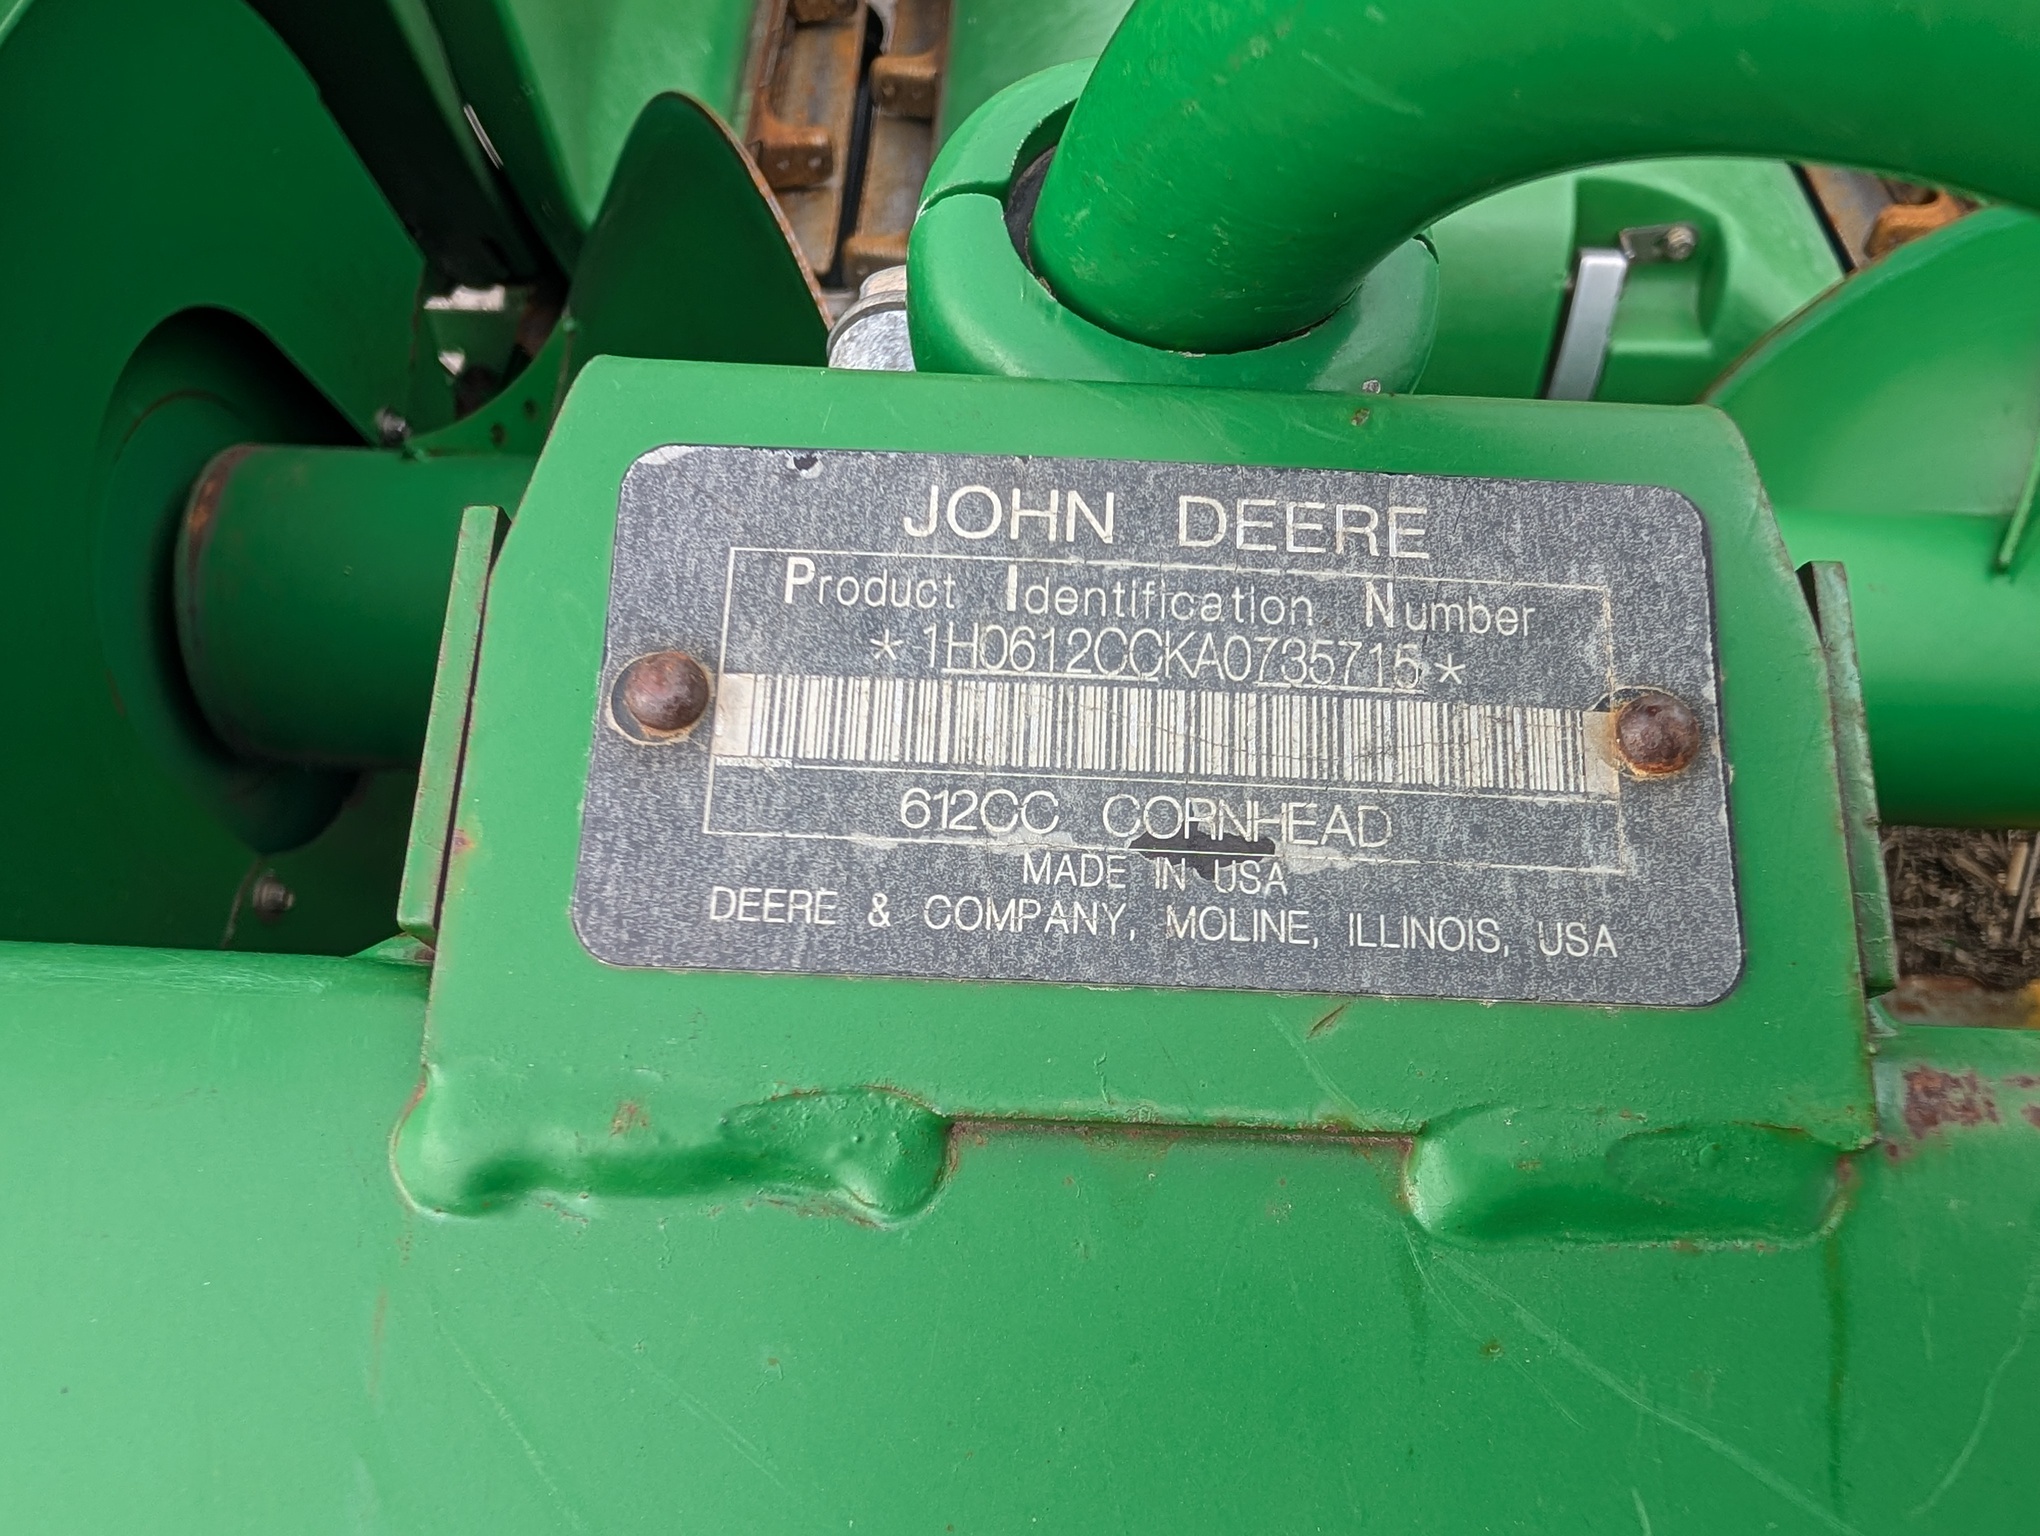 JOHN DEERE
Product Identification Number
*1H0612CCKA0735715*
612CC CORNHEAD
MADE IN USA
DEERE & COMPANY, MOLINE, ILLINOIS, USA